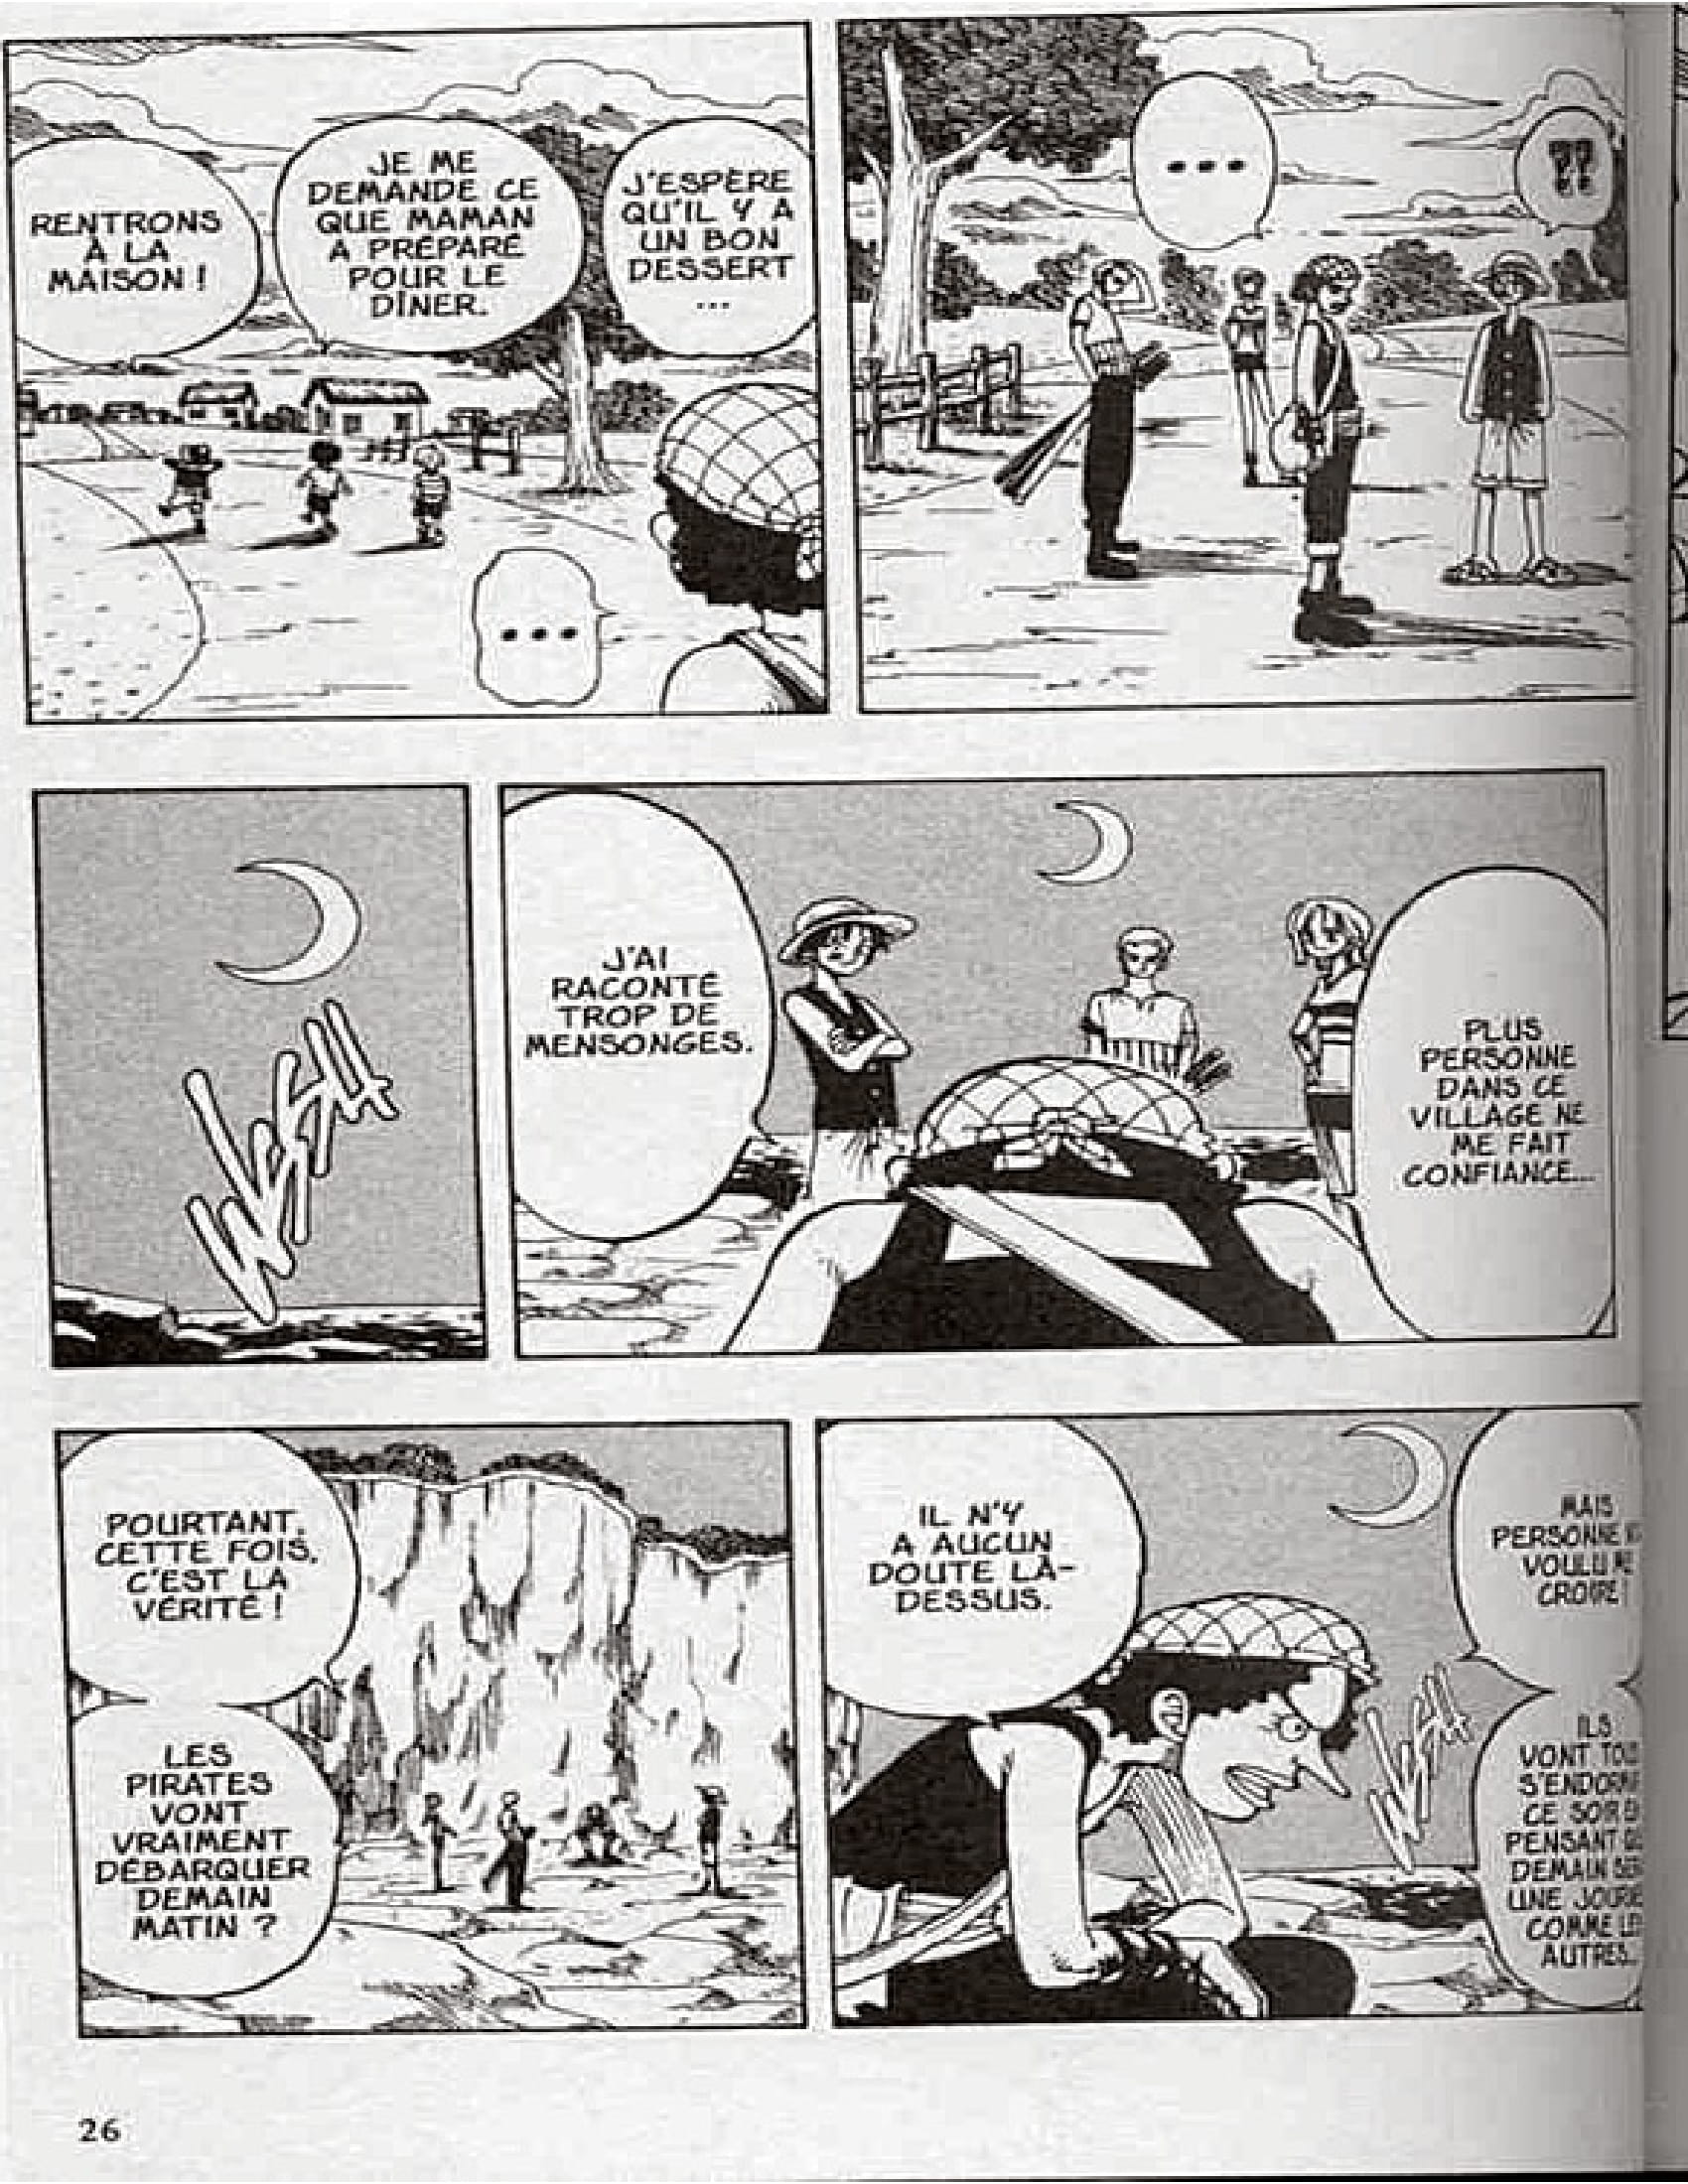 ??
...
J'ESPÈRE
QU'IL Y A
UN BON
DESSERT
...
JE ME
DEMANDE CE
QUE MAMAN
A PRÉPARÉ
POUR LE
DÎNER.
RENTRONS
À LA
MAISON !
...
PLUS
PERSONNE
DANS CE
VILLAGE NE
ME FAIT
CONFIANCE...
J'AI
RACONTÉ
TROP DE
MENSONGES.
WSSH
MAIS
PERSONNE
VOULU
CROIRE !
ILS
VONT
CE SOIR
PENSANT
DEMAIN
UNE
COMME
AUTRES...
WSSH
IL N'Y
A AUCUN
DOUTE LÀ-
DESSUS.
POURTANT,
CETTE FOIS,
C'EST LA
VÉRITÉ !
LES
PIRATES
VONT
VRAIMENT
DÉBARQUER
DEMAIN
MATIN ?
26